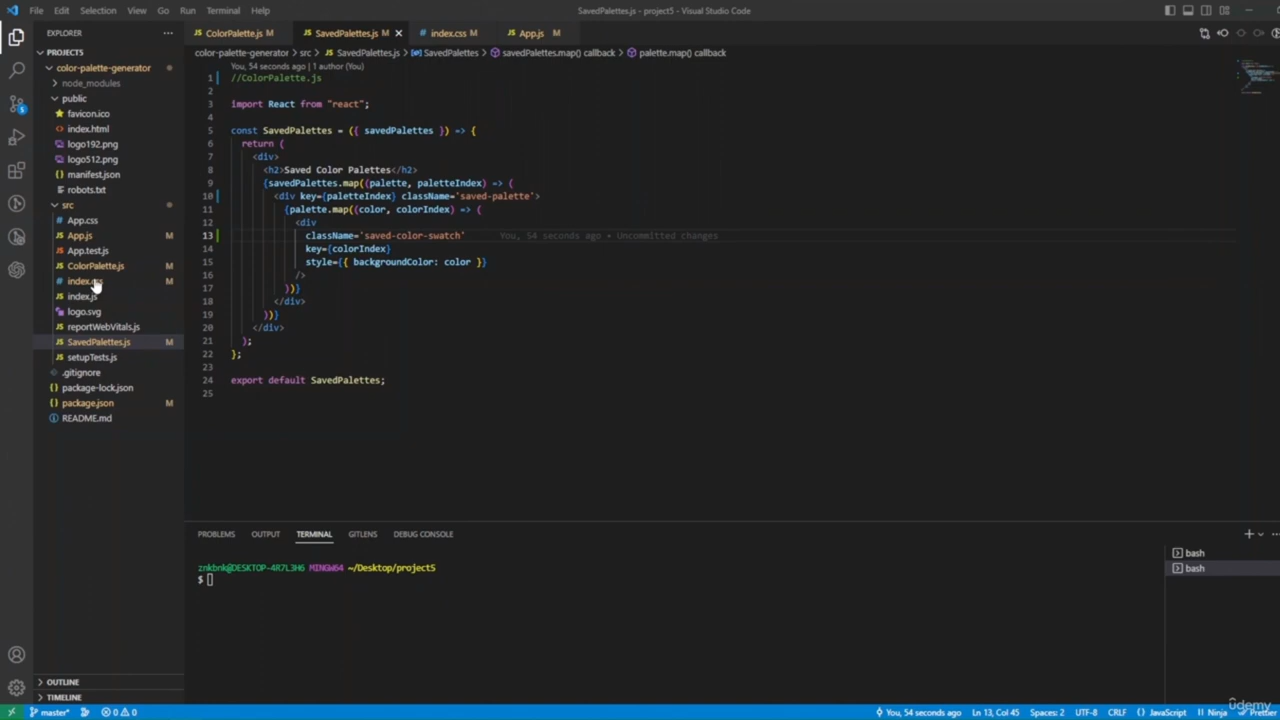 File Edit Selection View Go Run Terminal Help
SavedPalettes.js - project5 - Visual Studio Code
EXPLORER
PROJECTS
color-palette-generator
node_modules
public
favicon.ico
index.html
logo192.png
logo512.png
manifest.json
robots.txt
src
App.css
App.js M
App.test.js
ColorPalette.js M
index.css M
index.js
logo.svg
reportWebVitals.js
SavedPalettes.js M
setupTests.js
.gitignore
package-lock.json
package.json M
README.md
OUTLINE
TIMELINE
ColorPalette.js M SavedPalettes.js M index.css M App.js M
color-palette-generator > src > SavedPalettes.js > SavedPalettes > savedPalettes.map() callback > palette.map() callback
You, 54 seconds ago | 1 author (You)
1 //ColorPalette.js
2
3 import React from "react";
4
5 const SavedPalettes = ({ savedPalettes }) => {
6 return (
7 <div>
8 <h2>Saved Color Palettes</h2>
9 {savedPalettes.map((palette, paletteIndex) => (
10 <div key={paletteIndex} className='saved-palette'>
11 {palette.map((color, colorIndex) => (
12 <div
13 className='saved-color-swatch' You, 54 seconds ago • Uncommitted changes
14 key={colorIndex}
15 style={{ backgroundColor: color }}
16 />
17 ))}
18 </div>
19 ))}
20 </div>
21 );
22 };
23
24 export default SavedPalettes;
25
PROBLEMS OUTPUT TERMINAL GITLENS DEBUG CONSOLE
znkbnk@DESKTOP-4R7L3H6 MINGW64 ~/Desktop/project5
$
bash
bash
master* 0 0 You, 54 seconds ago Ln 13, Col 45 Spaces: 2 UTF-8 CRLF {} JavaScript Ninja Prettier
udemy